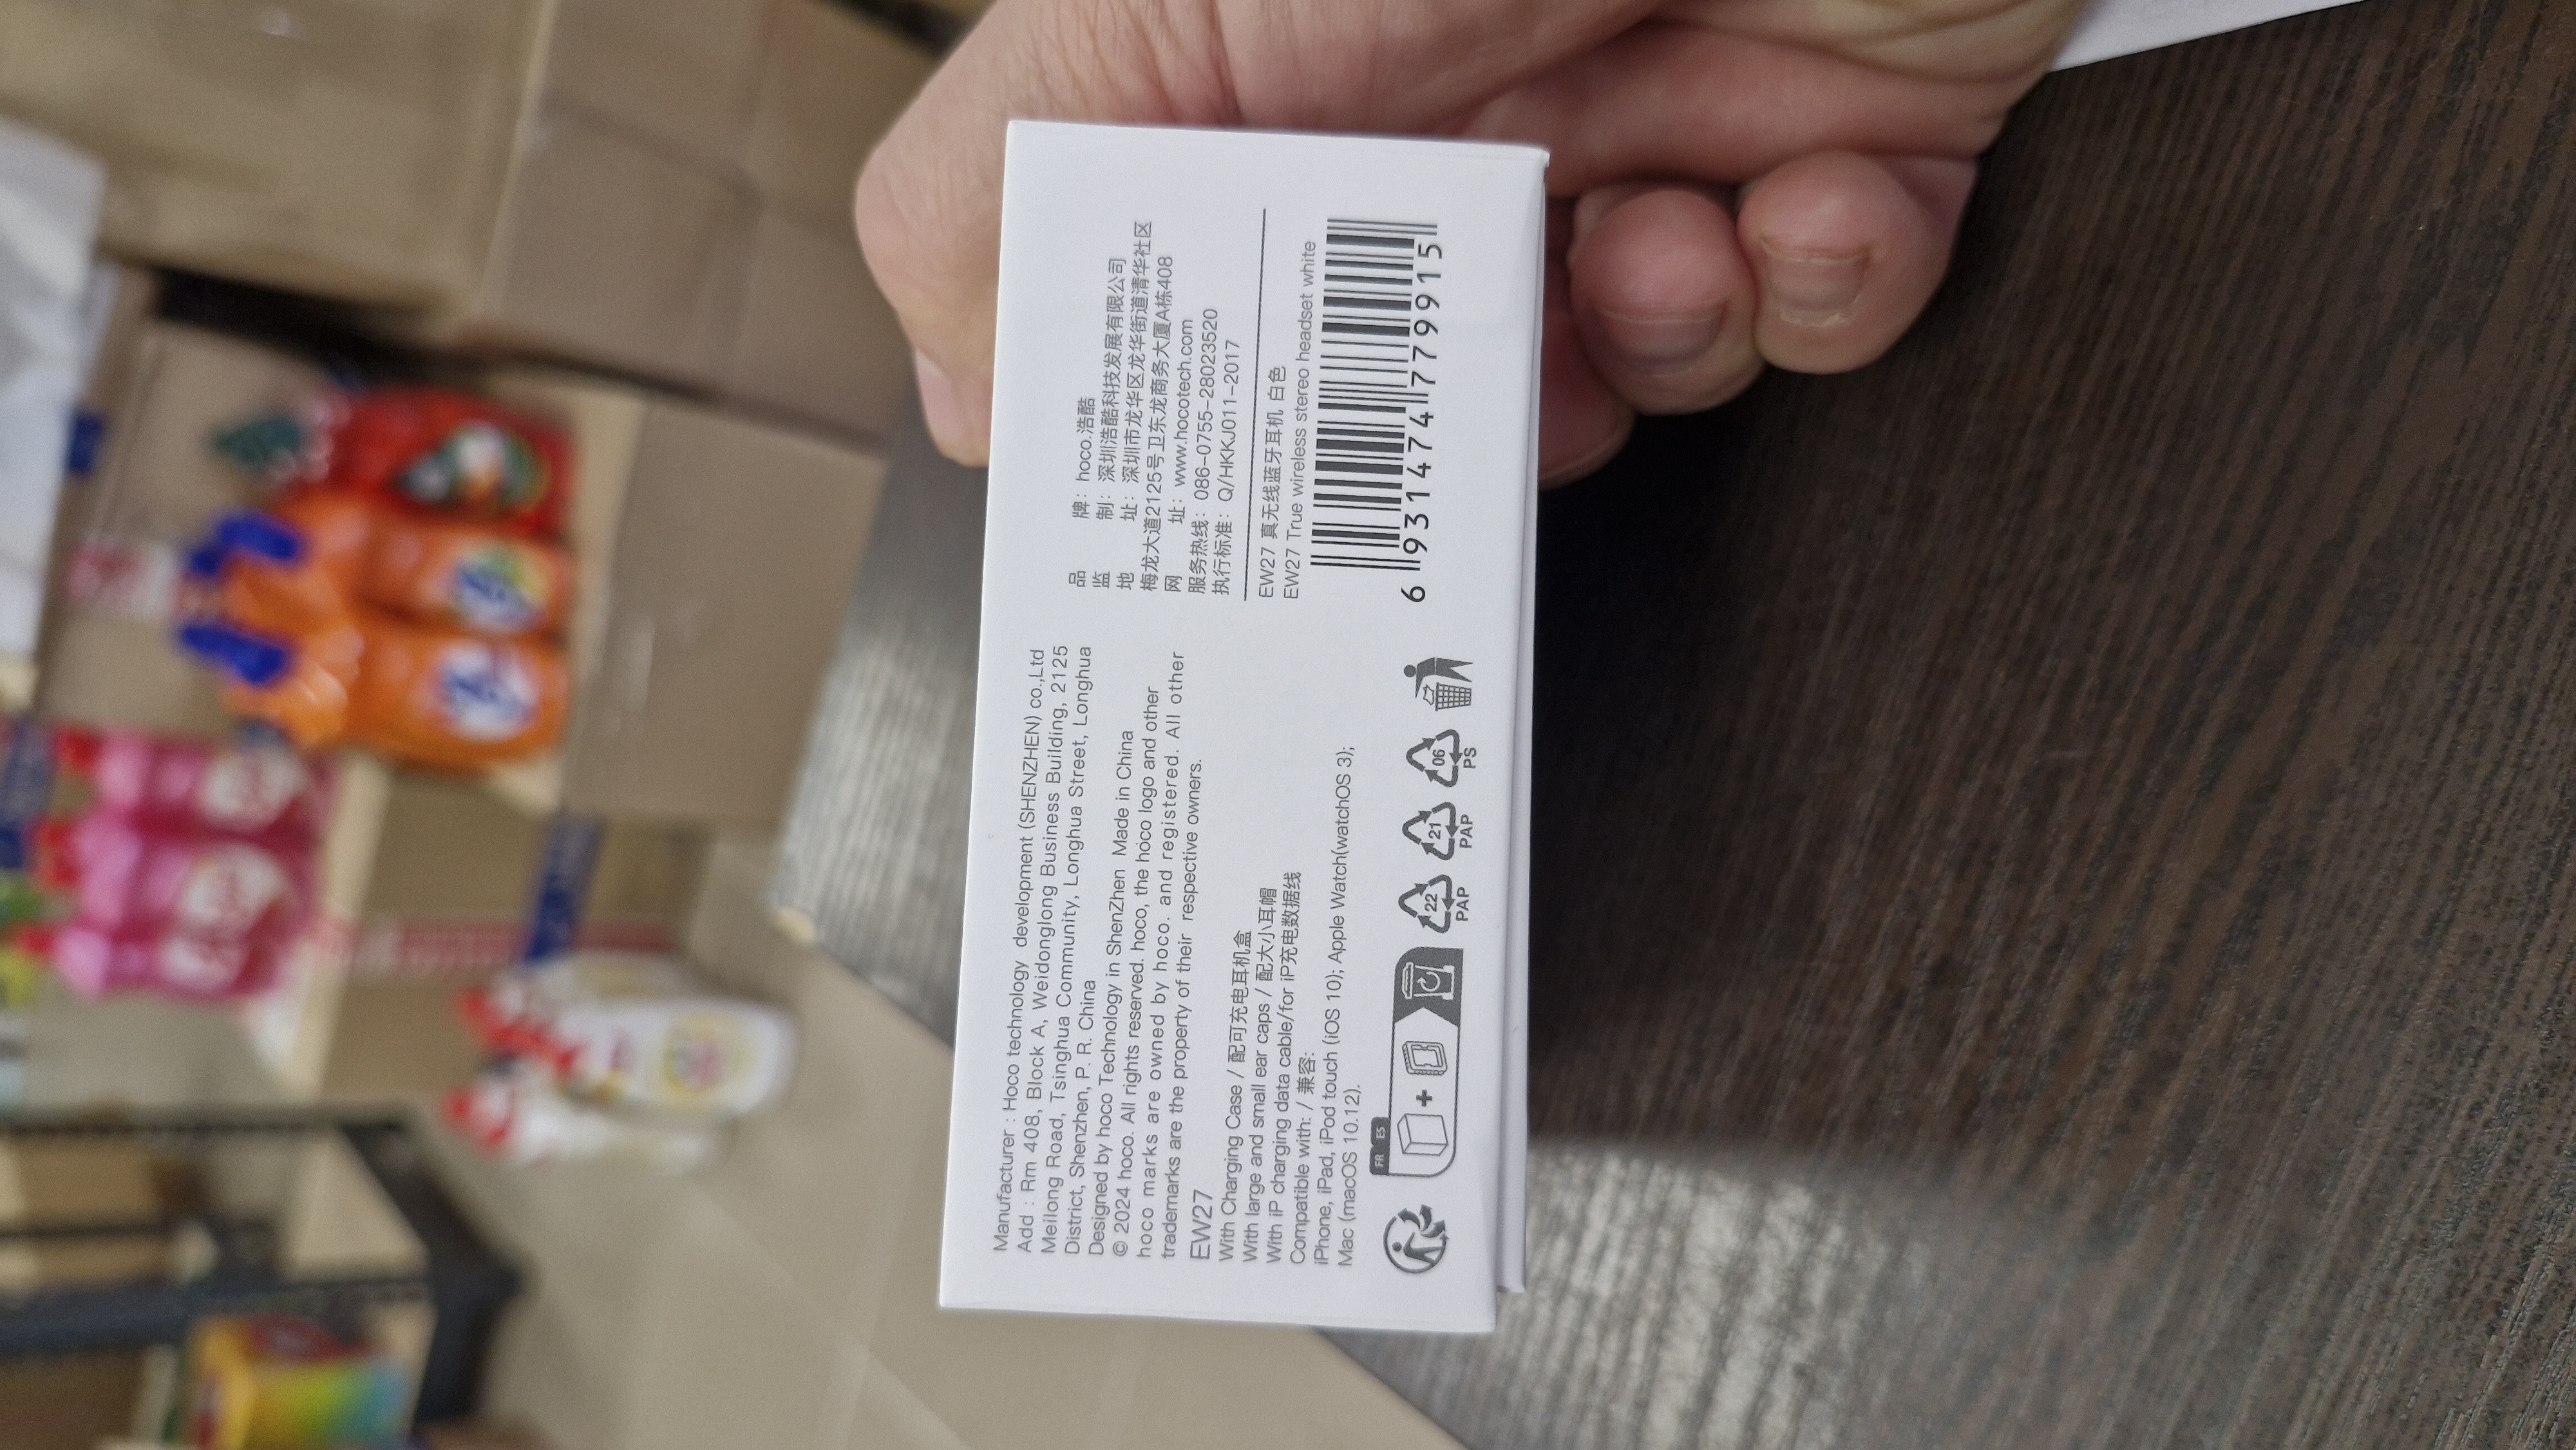 Manufacturer : Hoco technology development (SHENZHEN) co.,Ltd
Add : Rm 408, Block A, Weidonglong Business Building, 2125
Meilong Road, Tsinghua Community, Longhua Street, Longhua
District, Shenzhen, P. R. China
Designed by hoco Technology in ShenZhen Made in China
© 2024 hoco. All rights reserved. hoco, the hoco logo and other
hoco marks are owned by hoco. and registered. All other
trademarks are the property of their respective owners.
EW27
With Charging Case / 配可充电耳机盒
With large and small ear caps / 配大小耳帽
With iP charging data cable/for iP充电数据线
Compatible with: / 兼容:
iPhone, iPad, iPod touch (iOS 10); Apple Watch(watchOS 3);
Mac (macOS 10.12).
FR ES
22 PAP
21 PAP
06 PS
品 牌：hoco.浩酷
监 制：深圳浩酷科技发展有限公司
地 址：深圳市龙华区龙华街道清华社区
梅龙大道2125号卫东龙商务大厦A栋408
网 址：www.hocotech.com
服务热线：086-0755-28023520
执行标准：Q/HKKJ011-2017
EW27 真无线蓝牙耳机 白色
EW27 True wireless stereo headset white
6 931474 779915